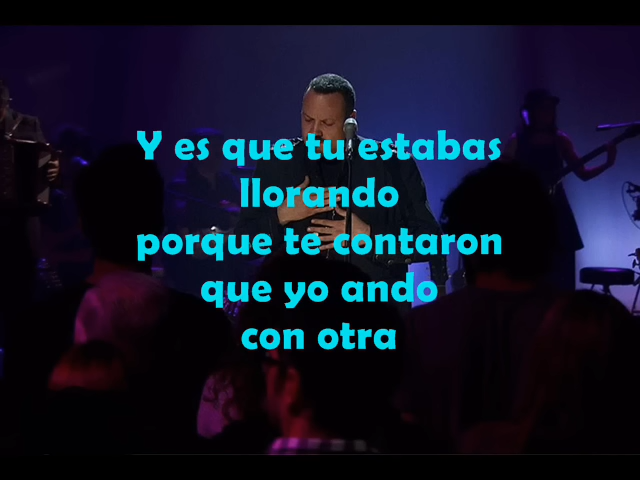 Y es que tu estabas
llorando
porque te contaron
que yo ando
con otra